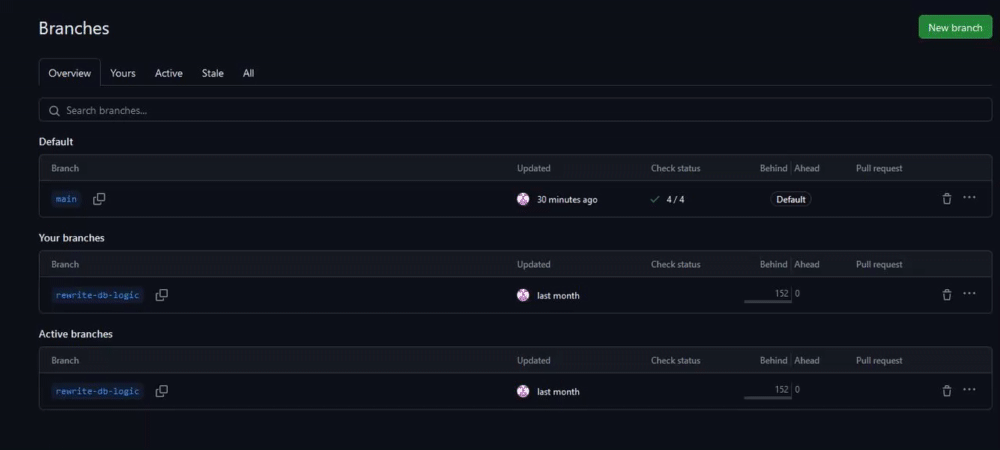 Branches
New branch
Overview Yours Active Stale All
Search branches...
Default
Branch Updated Check status Behind Ahead Pull request
main 30 minutes ago 4 / 4 Default
Your branches
Branch Updated Check status Behind Ahead Pull request
rewrite-db-logic last month 152 0
Active branches
Branch Updated Check status Behind Ahead Pull request
rewrite-db-logic last month 152 0